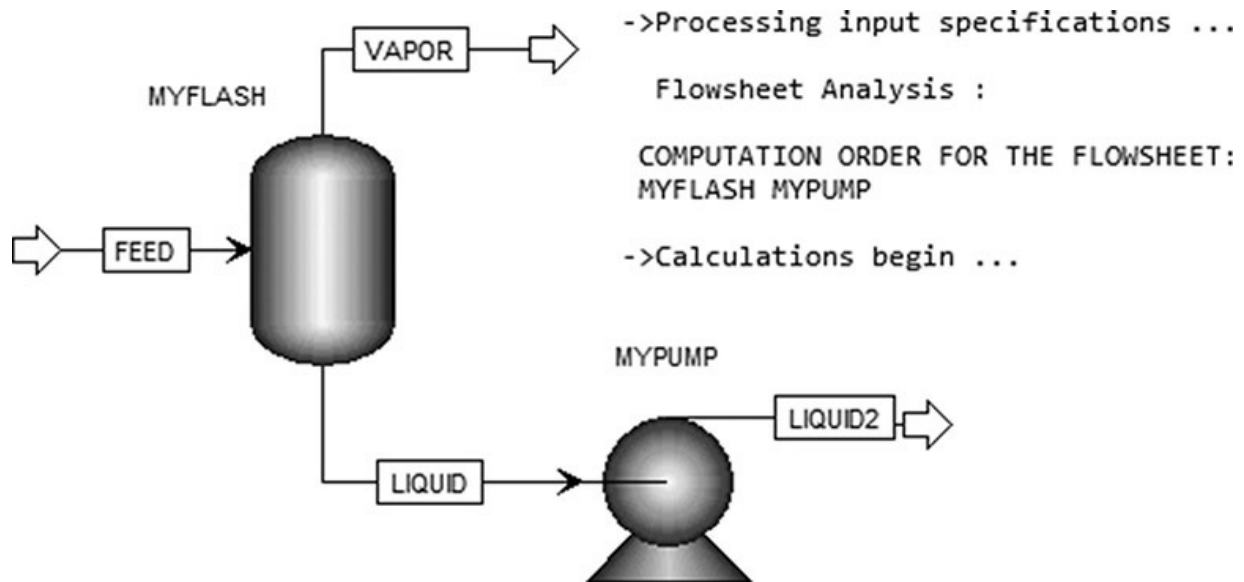 VAPOR
MYFLASH
FEED
LIQUID
MYPUMP
LIQUID2
->Processing input specifications ...
Flowsheet Analysis :
COMPUTATION ORDER FOR THE FLOWSHEET:
MYFLASH MYPUMP
->Calculations begin ...